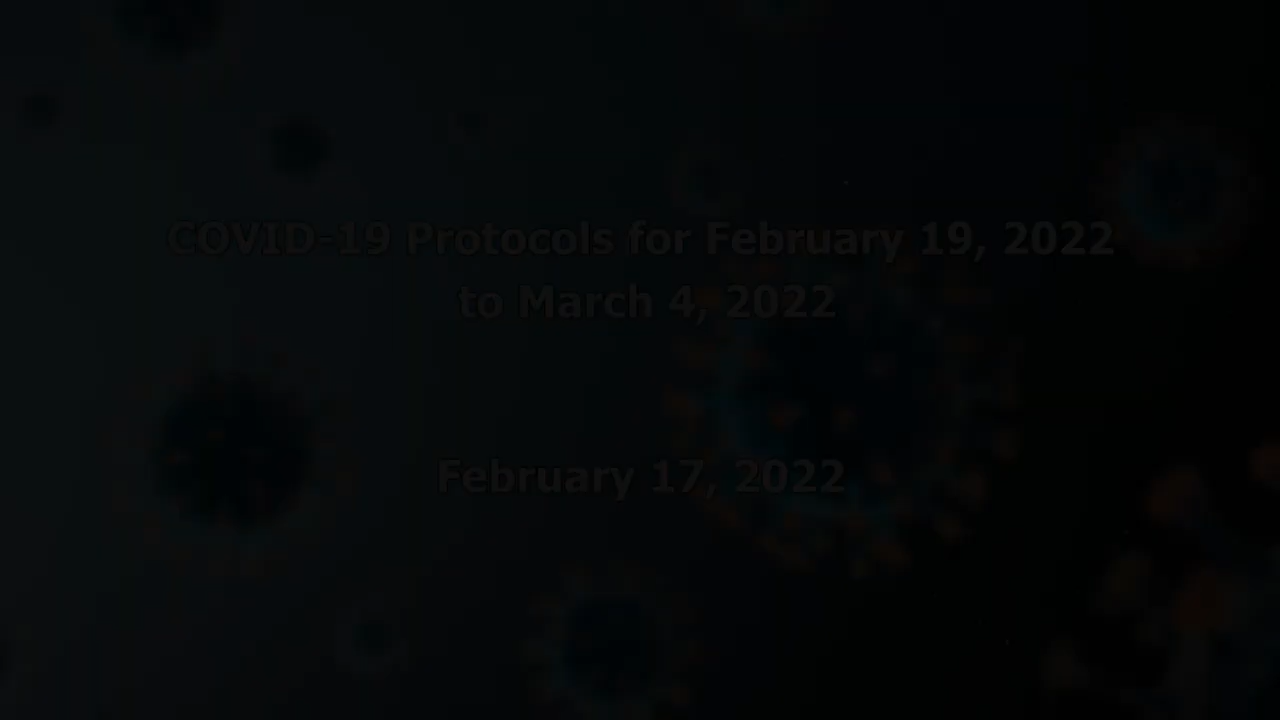 COVID-19 Protocols for February 19, 2022
to March 4, 2022
February 17, 2022